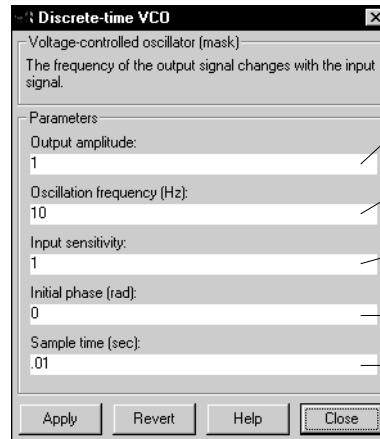 Discrete-time VCO
Voltage-controlled oscillator (mask)
The frequency of the output signal changes with the input
signal.
Parameters
Output amplitude:
1
Oscillation frequency (Hz):
10
Input sensitivity:
1
Initial phase (rad):
0
Sample time (sec):
.01
Apply Revert Help Close